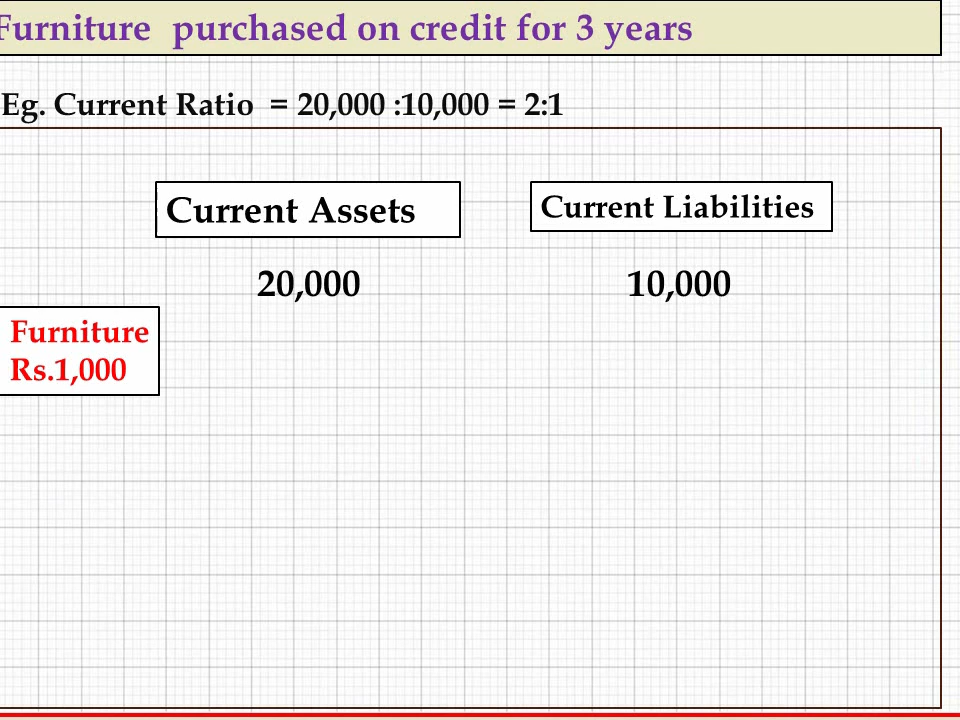 Furniture purchased on credit for 3 years
Eg. Current Ratio = 20,000 :10,000 = 2:1
Current Assets
Current Liabilities
20,000
10,000
Furniture
Rs.1,000